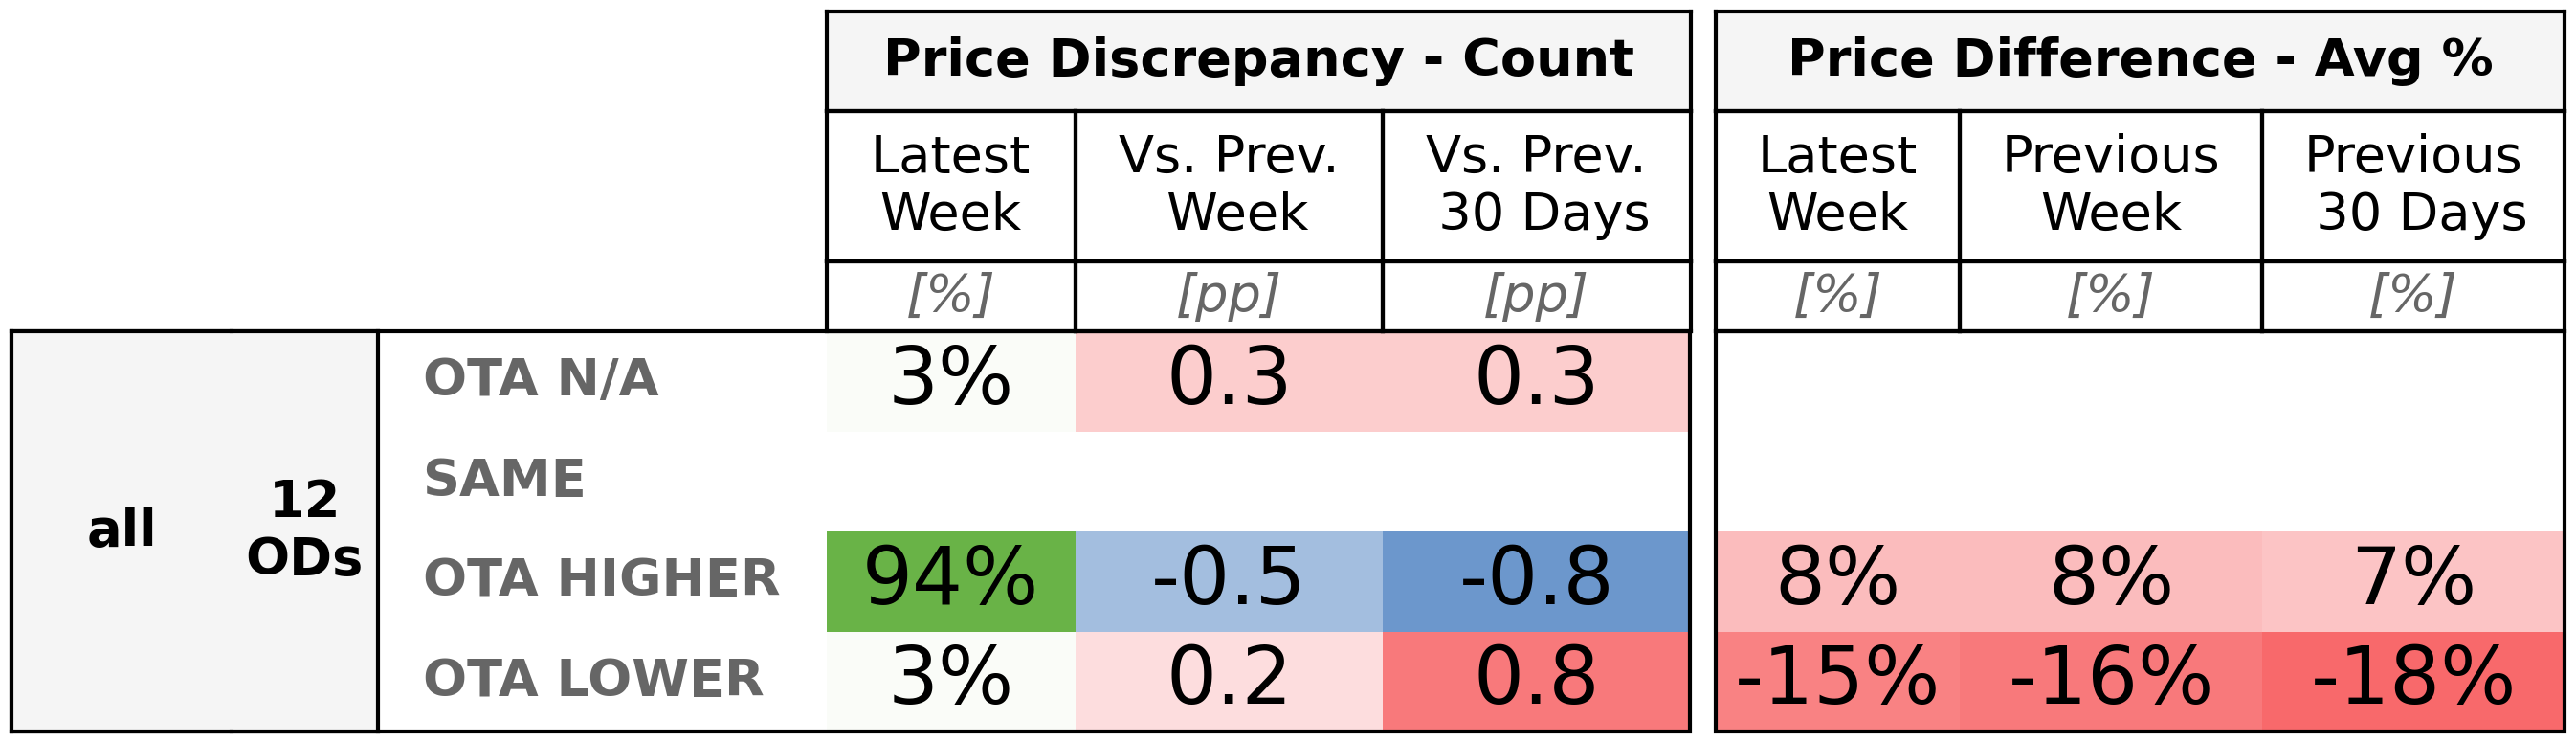 Price Discrepancy - Count Price Difference - Avg %
Latest Week Vs. Prev. Week Vs. Prev. 30 Days Latest Week Previous Week Previous 30 Days
[%] [pp] [pp] [%] [%] [%]
all 12 ODs
OTA N/A 3% 0.3 0.3
SAME
OTA HIGHER 94% -0.5 -0.8 8% 8% 7%
OTA LOWER 3% 0.2 0.8 -15% -16% -18%